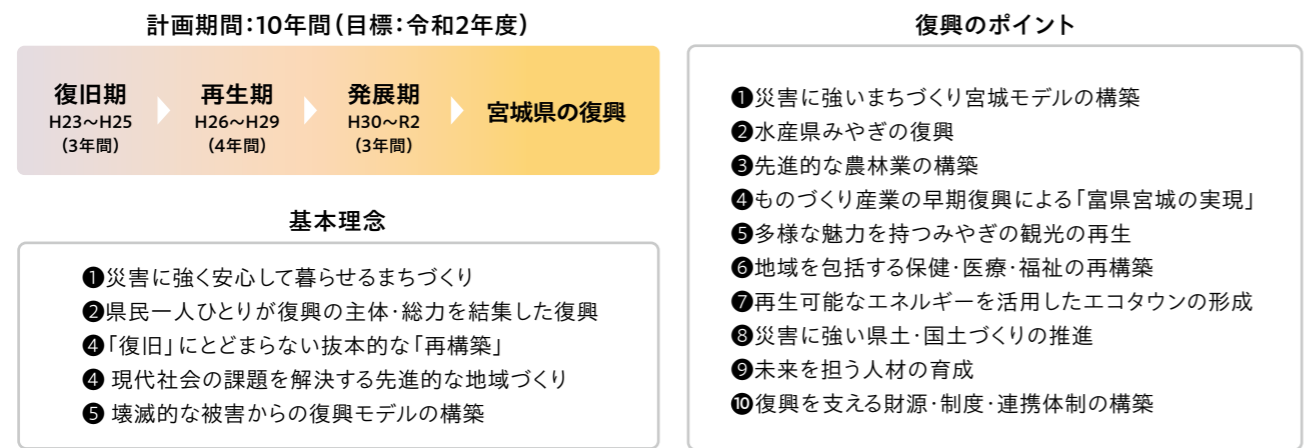 計画期間:10年間(目標:令和2年度)
復旧期
H23～H25
(3年間)
再生期
H26～H29
(4年間)
発展期
H30～R2
(3年間)
宮城県の復興
基本理念
❶災害に強く安心して暮らせるまちづくり
❷県民一人ひとりが復興の主体・総力を結集した復興
❹「復旧」にとどまらない抜本的な「再構築」
❹ 現代社会の課題を解決する先進的な地域づくり
❺ 壊滅的な被害からの復興モデルの構築
復興のポイント
❶災害に強いまちづくり宮城モデルの構築
❷水産県みやぎの復興
❸先進的な農林業の構築
❹ものづくり産業の早期復興による「富県宮城の実現」
❺多様な魅力を持つみやぎの観光の再生
❻地域を包括する保健・医療・福祉の再構築
❼再生可能なエネルギーを活用したエコタウンの形成
❽災害に強い県土・国土づくりの推進
❾未来を担う人材の育成
❿復興を支える財源・制度・連携体制の構築